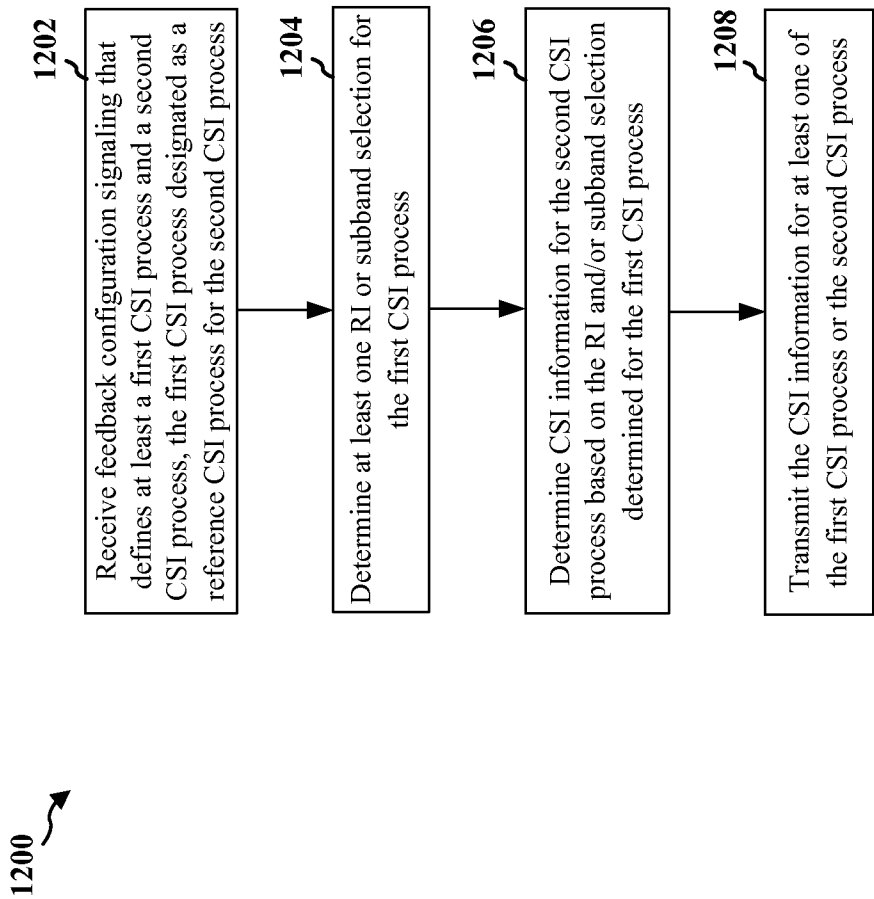 1200
1202
Receive feedback configuration signaling that
defines at least a first CSI process and a second
CSI process, the first CSI process designated as a
reference CSI process for the second CSI process
1204
Determine at least one RI or subband selection for
the first CSI process
1206
Determine CSI information for the second CSI
process based on the RI and/or subband selection
determined for the first CSI process
1208
Transmit the CSI information for at least one of
the first CSI process or the second CSI process